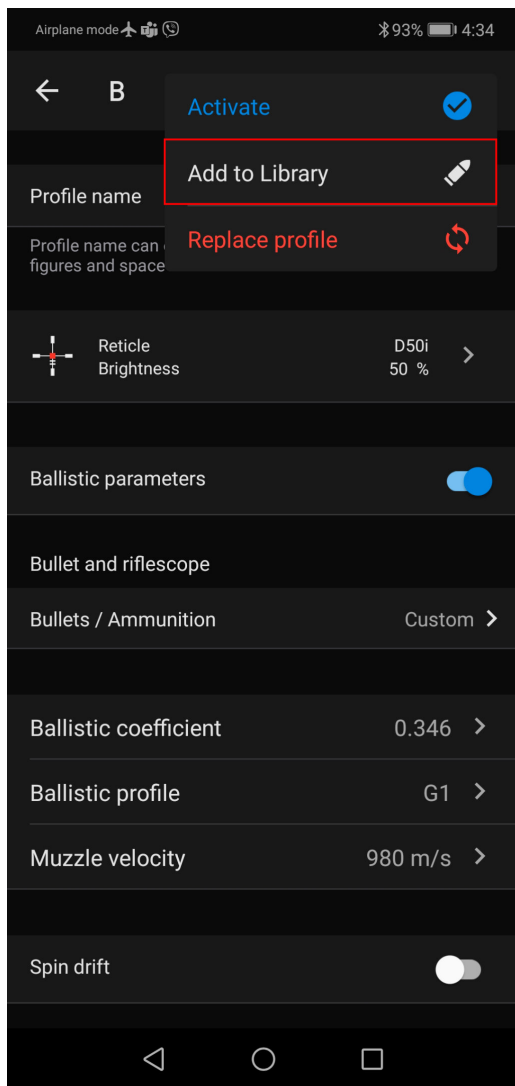 Airplane mode 93% 4:34
B
Activate
Add to Library
Profile name
Replace profile
Profile name can
figures and space
Reticle D50i
Brightness 50 %
Ballistic parameters
Bullet and riflescope
Bullets / Ammunition Custom
Ballistic coefficient 0.346
Ballistic profile G1
Muzzle velocity 980 m/s
Spin drift